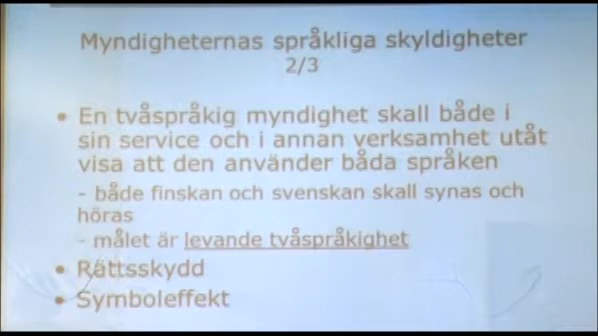 Myndigheternas språkliga skyldigheter
2/3
• En tvåspråkig myndighet skall både i
sin service och i annan verksamhet utåt
visa att den använder båda språken
- både finskan och svenskan skall synas och
höras
- målet är levande tvåspråkighet
• Rättsskydd
• Symboleffekt